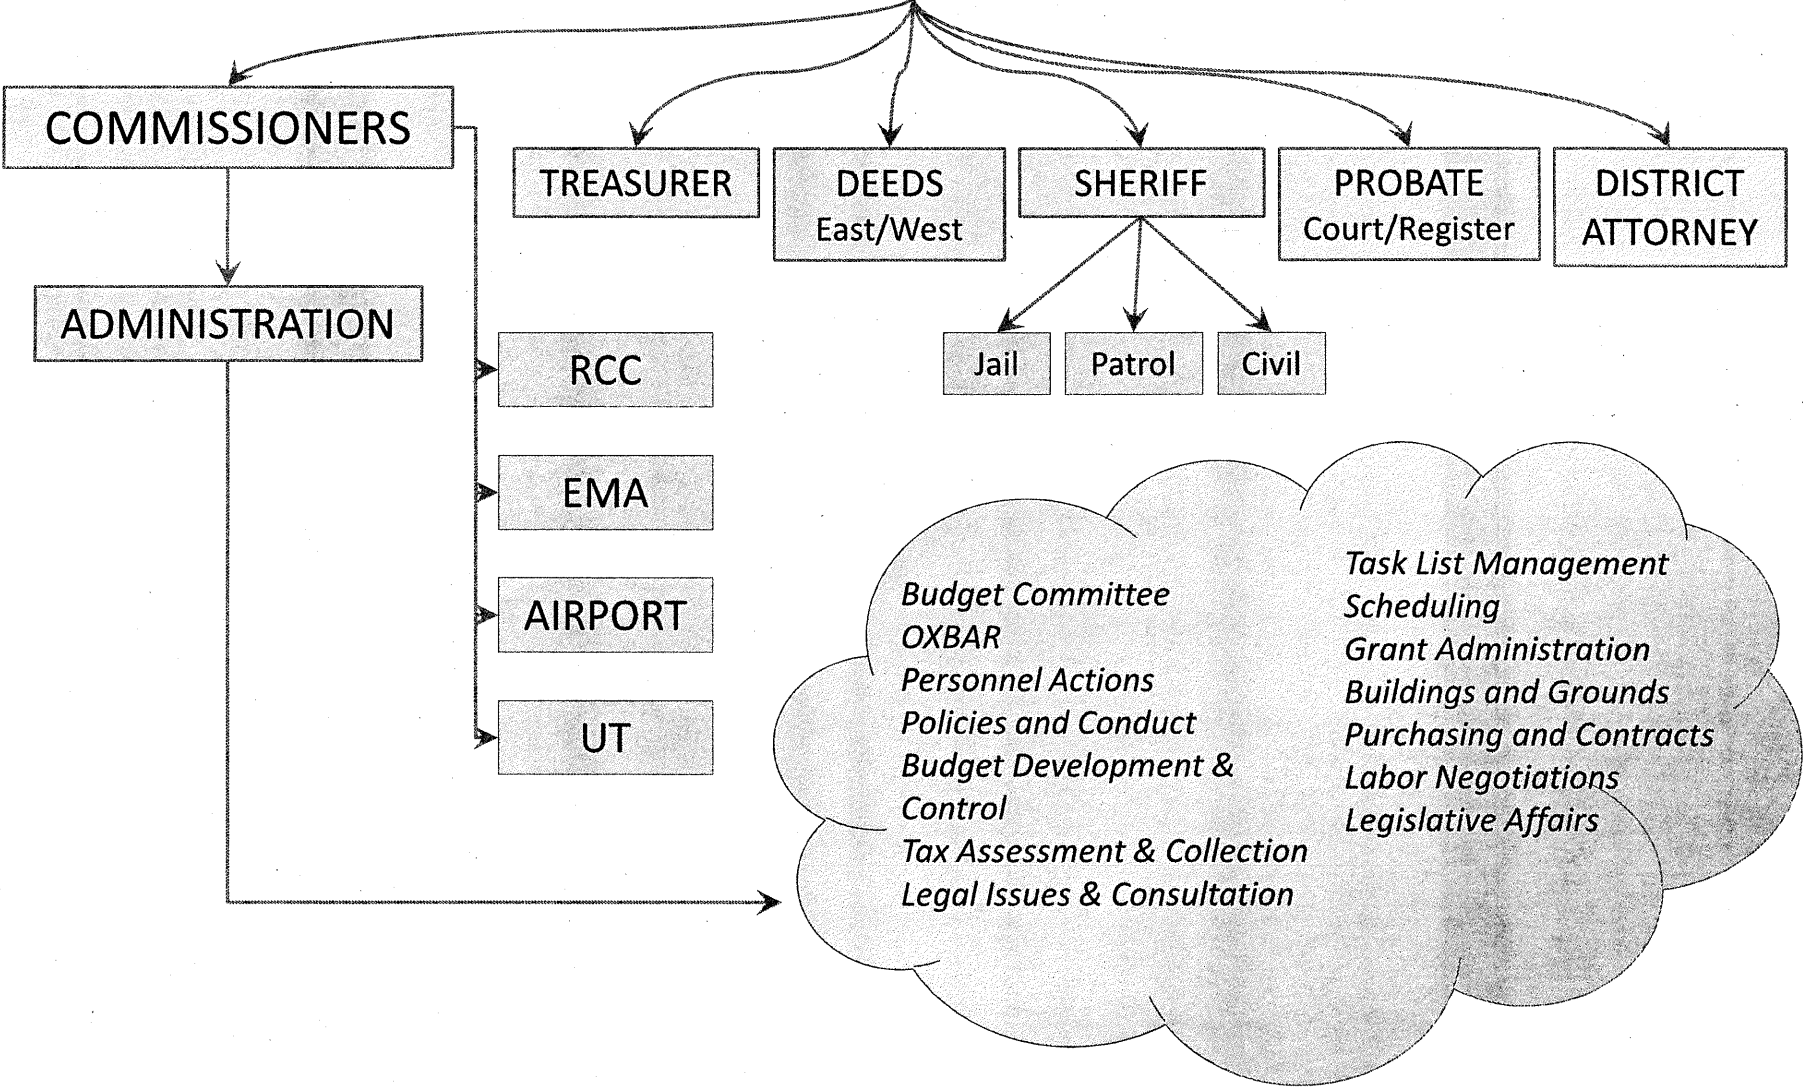 COMMISSIONERS
TREASURER
DEEDS
East/West
SHERIFF
PROBATE
Court/Register
DISTRICT
ATTORNEY
ADMINISTRATION
RCC
EMA
AIRPORT
UT
Jail
Patrol
Civil
Budget Committee
OXBAR
Personnel Actions
Policies and Conduct
Budget Development &
Control
Tax Assessment & Collection
Legal Issues & Consultation
Task List Management
Scheduling
Grant Administration
Buildings and Grounds
Purchasing and Contracts
Labor Negotiations
Legislative Affairs